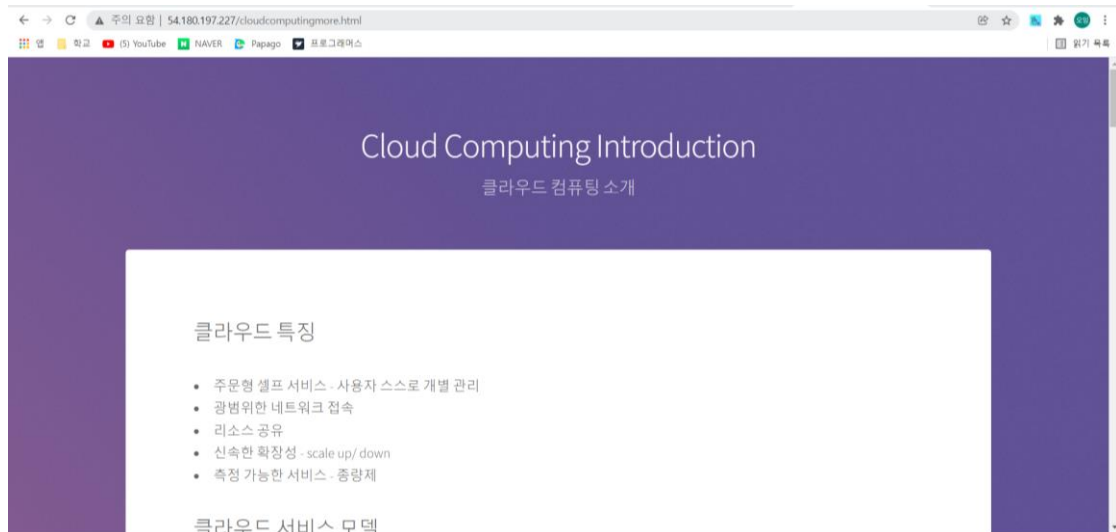 주의 요함 | 54.180.197.227/cloudcomputingmore.html
앱 학교 (5) YouTube NAVER Papago 프로그래머스 읽기 목록
Cloud Computing Introduction
클라우드 컴퓨팅 소개
클라우드 특징
주문형 셀프 서비스 - 사용자 스스로 개별 관리
광범위한 네트워크 접속
리소스 공유
신속한 확장성 - scale up/ down
측정 가능한 서비스 - 종량제
클라우드 서비스 모델